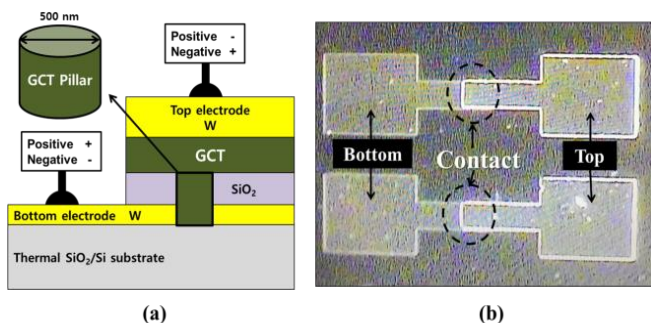 500 nm
GCT Pillar
Positive -
Negative +
Top electrode
W
GCT
Positive +
Negative -
SiO₂
Bottom electrode W
Thermal SiO₂/Si substrate
(a)
Bottom
Contact
Top
(b)